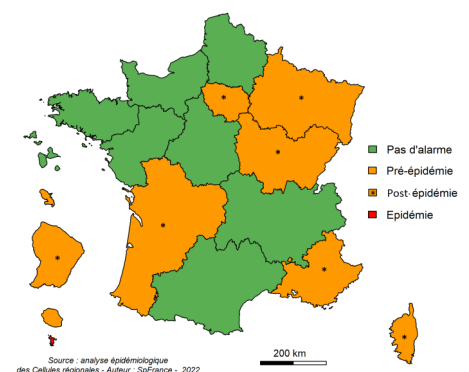 Pas d'alarme
Pré-épidémie
Post-épidémie
Epidémie
200 km
Source : analyse épidémiologique
des Cellules régionales - Auteur : SpFrance - 2022